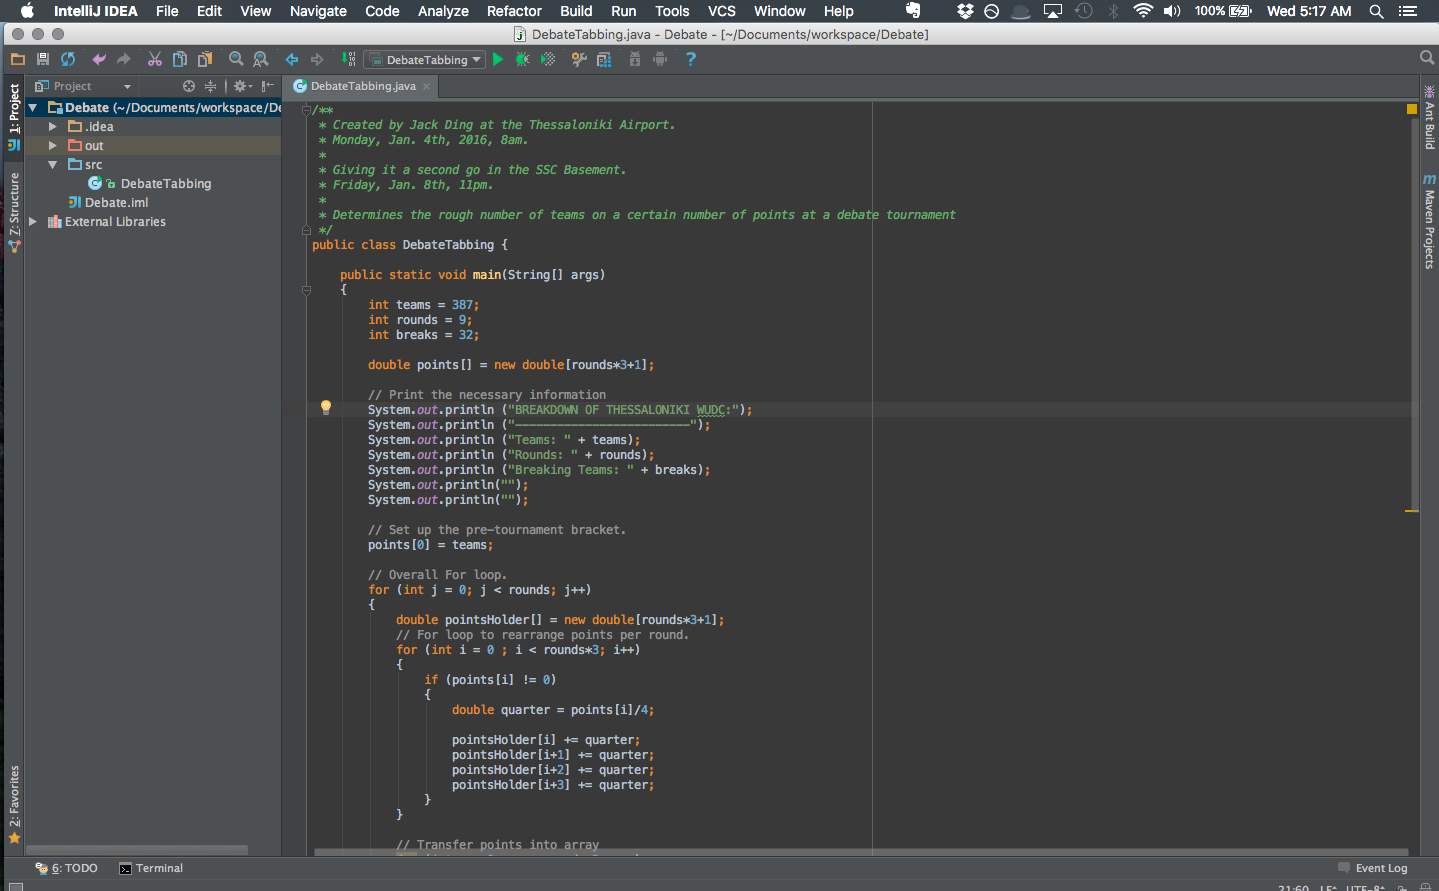 IntelliJ IDEA File Edit View Navigate Code Analyze Refactor Build Run Tools VCS Window Help 100% Wed 5:17 AM
DebateTabbing.java - Debate - [~/Documents/workspace/Debate]
DebateTabbing
Project
DebateTabbing.java
1: Project
7: Structure
2: Favorites
Debate (~/Documents/workspace/De
.idea
out
src
DebateTabbing
Debate.iml
External Libraries
/**
* Created by Jack Ding at the Thessaloniki Airport.
* Monday, Jan. 4th, 2016, 8am.
*
* Giving it a second go in the SSC Basement.
* Friday, Jan. 8th, 11pm.
*
* Determines the rough number of teams on a certain number of points at a debate tournament
*/
public class DebateTabbing {
public static void main(String[] args)
{
int teams = 387;
int rounds = 9;
int breaks = 32;
double points[] = new double[rounds*3+1];
// Print the necessary information
System.out.println ("BREAKDOWN OF THESSALONIKI WUDC:");
System.out.println ("-------------------------");
System.out.println ("Teams: " + teams);
System.out.println ("Rounds: " + rounds);
System.out.println ("Breaking Teams: " + breaks);
System.out.println("");
System.out.println("");
// Set up the pre-tournament bracket.
points[0] = teams;
// Overall For loop.
for (int j = 0; j < rounds; j++)
{
double pointsHolder[] = new double[rounds*3+1];
// For loop to rearrange points per round.
for (int i = 0 ; i < rounds*3; i++)
{
if (points[i] != 0)
{
double quarter = points[i]/4;
pointsHolder[i] += quarter;
pointsHolder[i+1] += quarter;
pointsHolder[i+2] += quarter;
pointsHolder[i+3] += quarter;
}
}
// Transfer points into array
Ant Build
Maven Projects
6: TODO
Terminal
Event Log
21:60 LF UTF-8